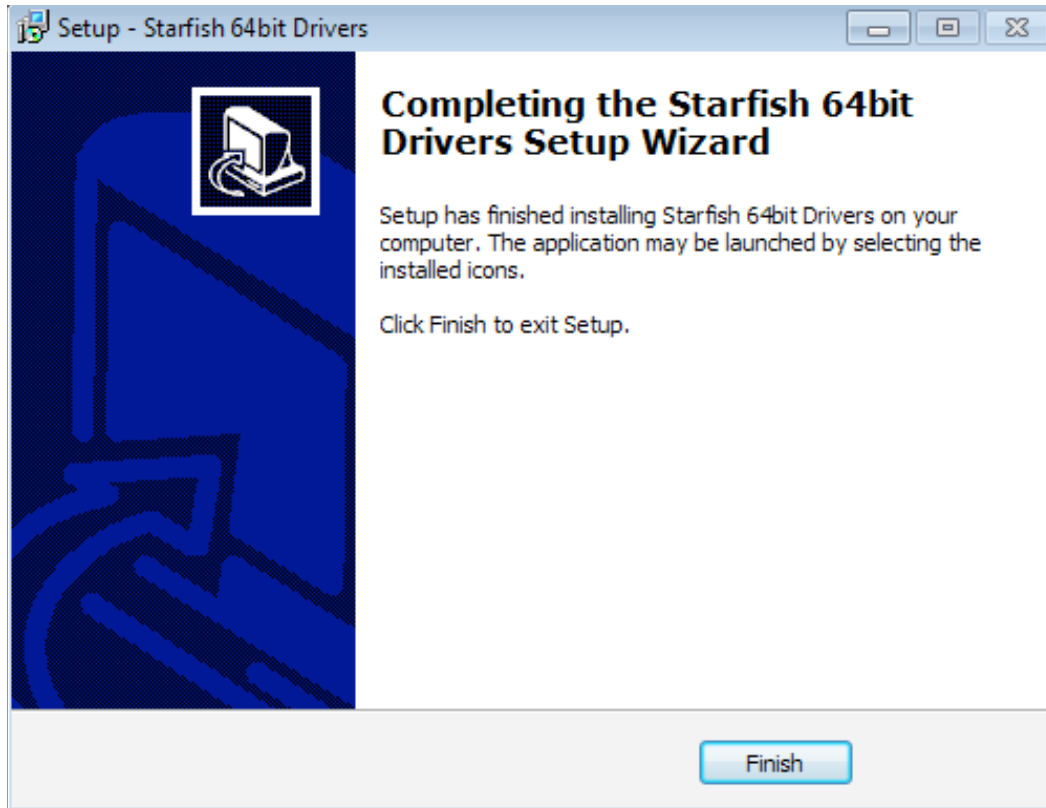 Setup - Starfish 64bit Drivers
Completing the Starfish 64bit
Drivers Setup Wizard
Setup has finished installing Starfish 64bit Drivers on your
computer. The application may be launched by selecting the
installed icons.
Click Finish to exit Setup.
Finish